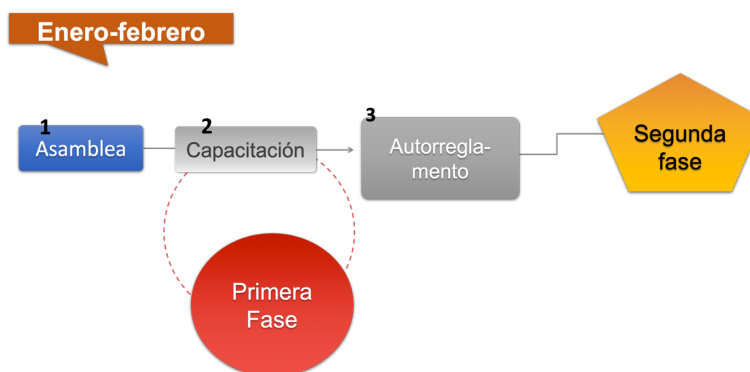 Enero-febrero
1
Asamblea
2
Capacitación
3
Autorregla-
mento
Segunda
fase
Primera
Fase